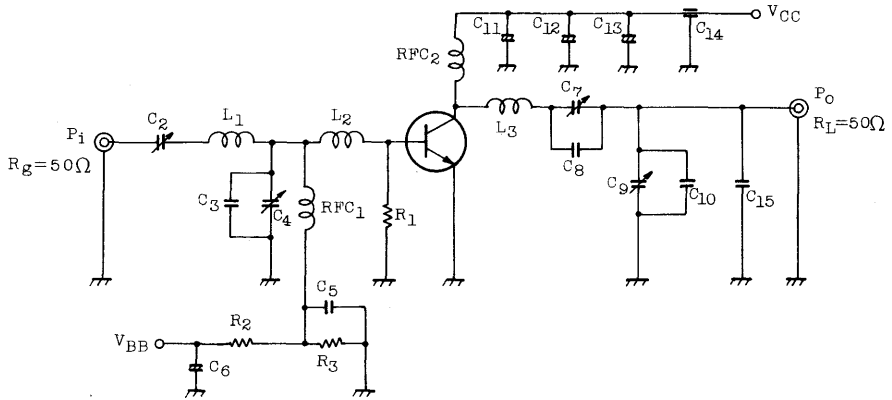 C11 C12 C13 C14 VCC
RFC2
C7
Pi C2 L1 L2 L3 Po
Rg=50Ω RL=50Ω
C8
C3 C4 RFC1 R1 C9 C10 C15
C5
VBB R2 R3
C6